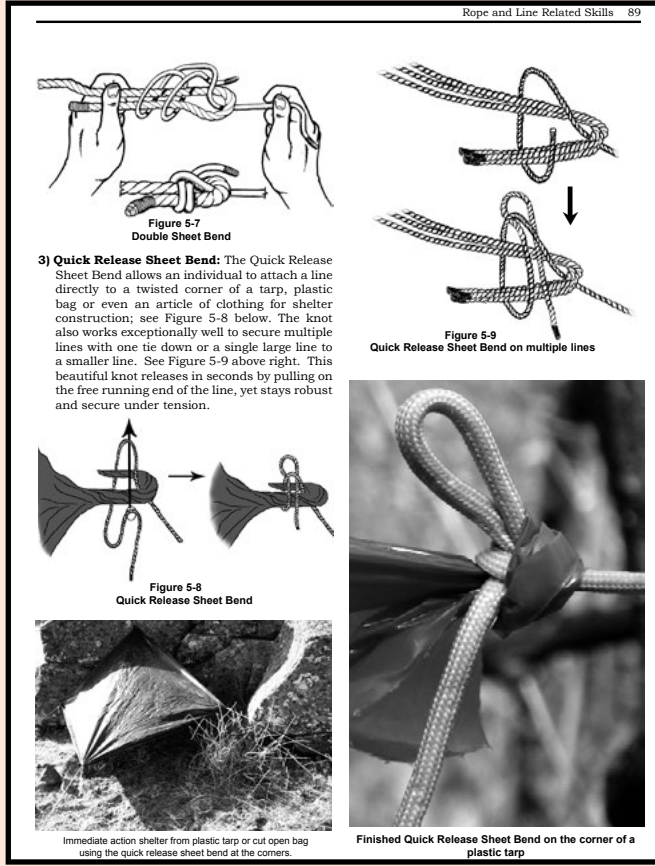 Rope and Line Related Skills 89
Figure 5-7
Double Sheet Bend
3) Quick Release Sheet Bend: The Quick Release
Sheet Bend allows an individual to attach a line
directly to a twisted corner of a tarp, plastic
bag or even an article of clothing for shelter
construction; see Figure 5-8 below. The knot
also works exceptionally well to secure multiple
lines with one tie down or a single large line to
a smaller line. See Figure 5-9 above right. This
beautiful knot releases in seconds by pulling on
the free running end of the line, yet stays robust
and secure under tension.
Figure 5-8
Quick Release Sheet Bend
Immediate action shelter from plastic tarp or cut open bag
using the quick release sheet bend at the corners.
Figure 5-9
Quick Release Sheet Bend on multiple lines
Finished Quick Release Sheet Bend on the corner of a
plastic tarp